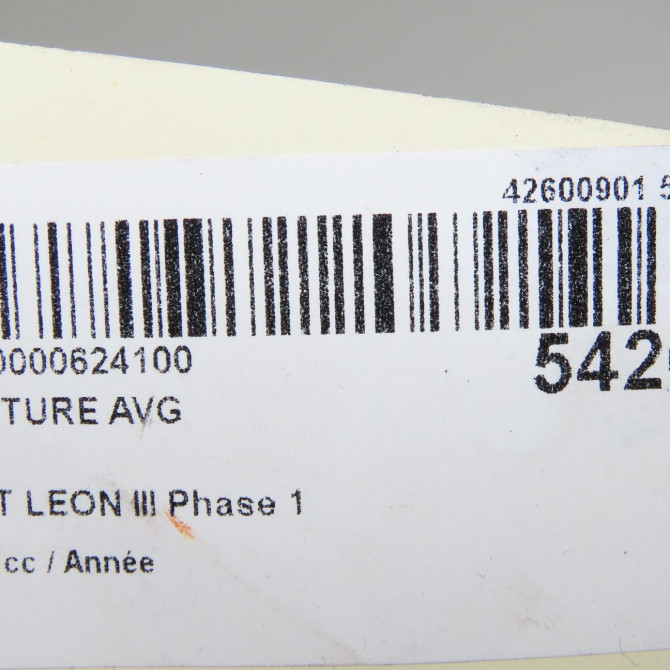 42600901 5
0000624100
542
TURE AVG
T LEON III Phase 1
cc / Année